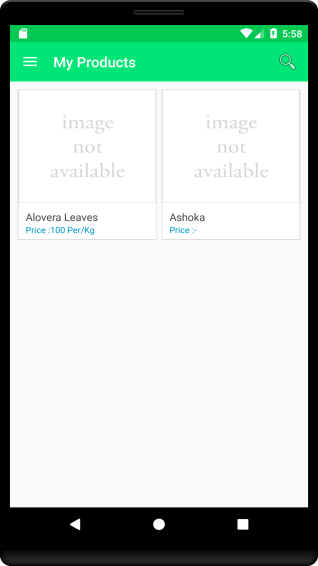 5:58
My Products
image
not
available
image
not
available
Alovera Leaves
Price :100 Per/Kg
Ashoka
Price :-